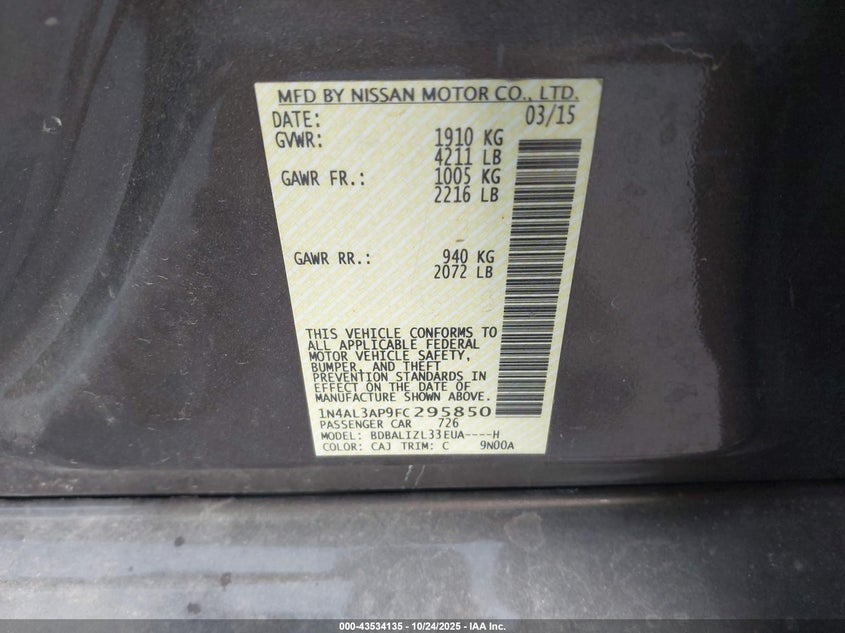 MFD BY NISSAN MOTOR CO., LTD.
DATE: 03/15
GVWR: 1910 KG
4211 LB
GAWR FR.: 1005 KG
2216 LB
GAWR RR.: 940 KG
2072 LB
THIS VEHICLE CONFORMS TO
ALL APPLICABLE FEDERAL
MOTOR VEHICLE SAFETY,
BUMPER, AND THEFT
PREVENTION STANDARDS IN
EFFECT ON THE DATE OF
MANUFACTURE SHOWN ABOVE.
1N4AL3AP9FC295850
PASSENGER CAR 726
MODEL: BDBALIZL33EUA----H
COLOR: CAJ TRIM: C 9N00A
000-43534135 - 10/24/2025 - IAA Inc.